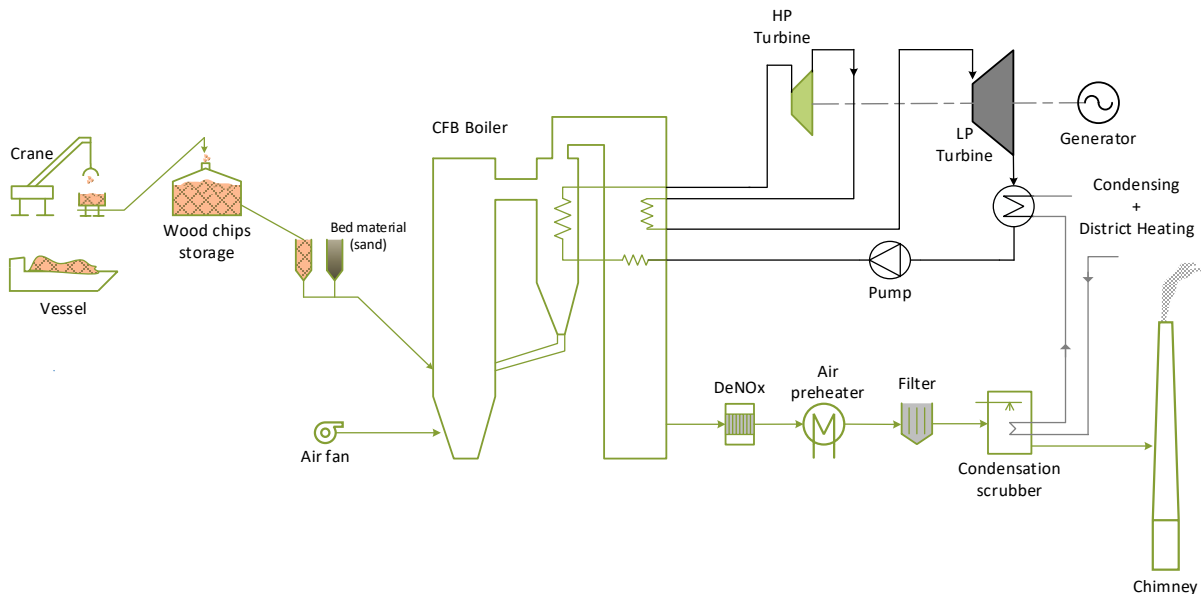 HP
Turbine
CFB Boiler
Crane
LP
Turbine
Generator
Condensing
+
District Heating
Wood chips
storage
Bed material
(sand)
Vessel
Pump
DeNOx
Air
preheater
Filter
Air fan
Condensation
scrubber
Chimney